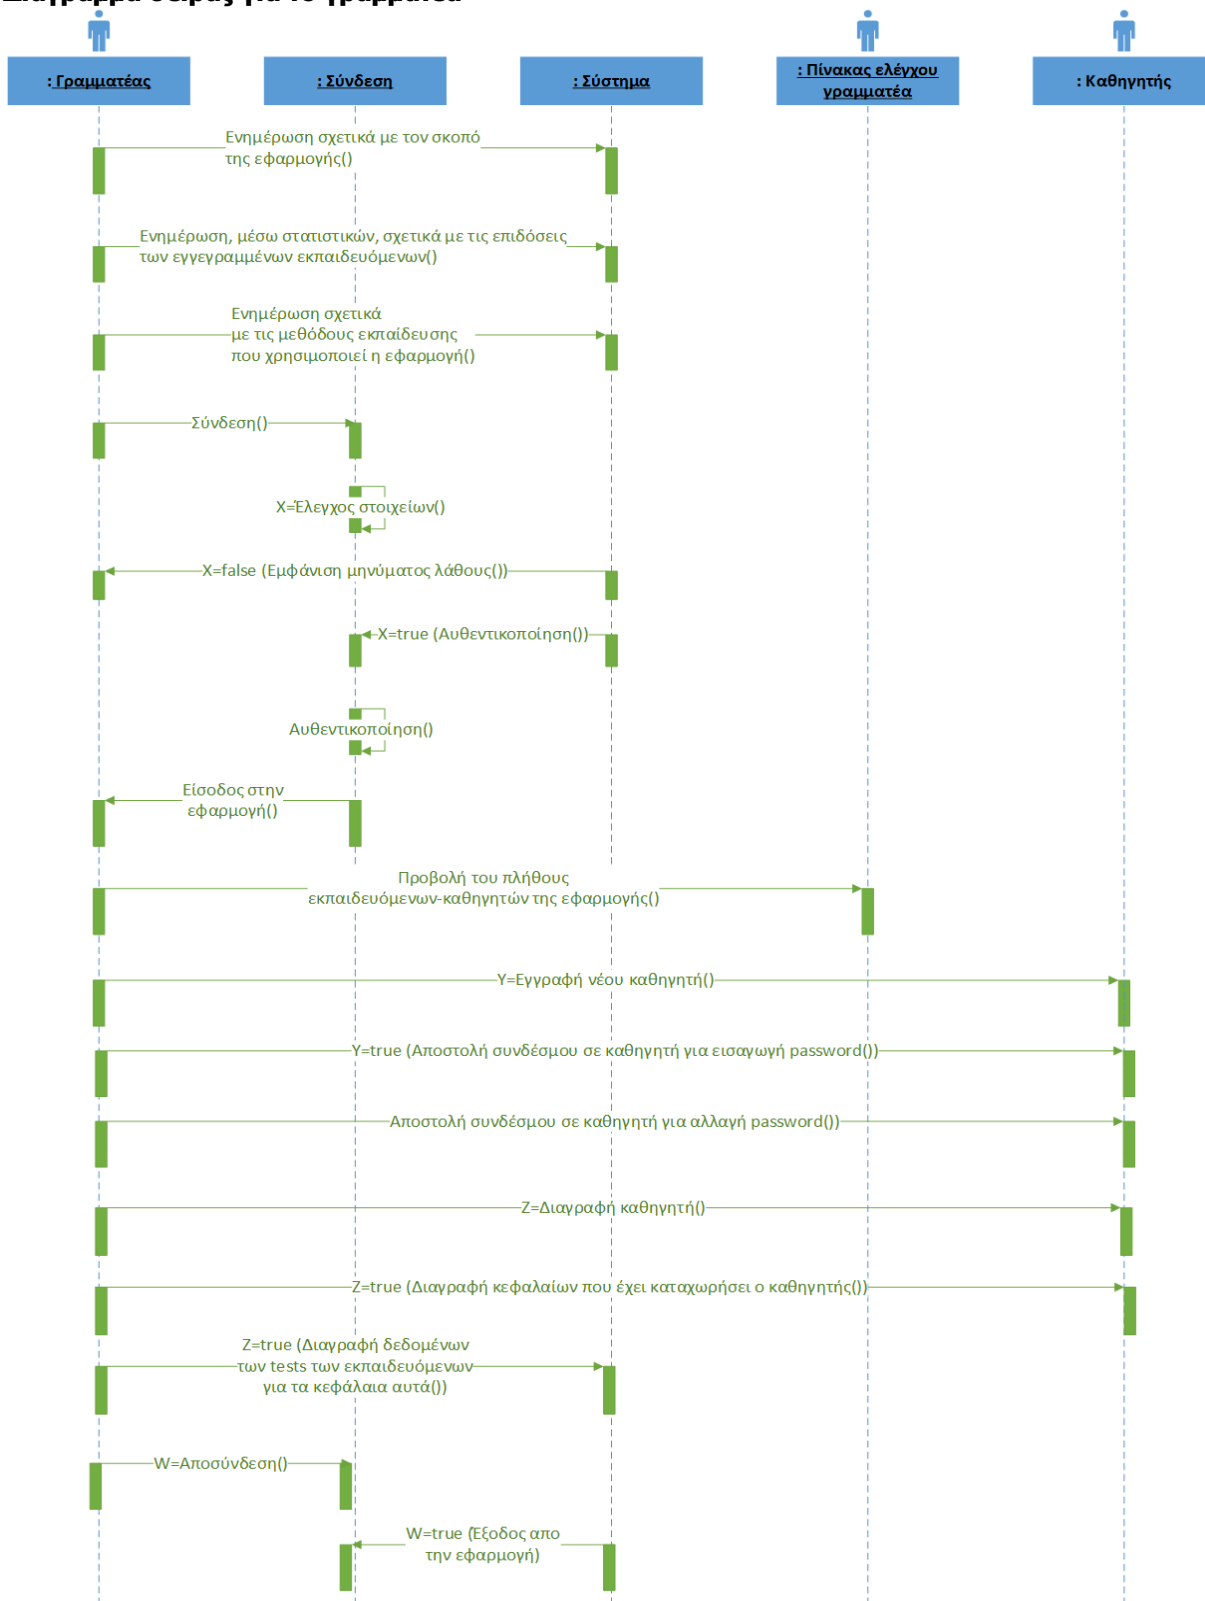 Διάγραμμα σειράς για το γραμματέα
: Γραμματέας
: Σύνδεση
: Σύστημα
: Πίνακας ελέγχου
γραμματέα
: Καθηγητής
Ενημέρωση σχετικά με τον σκοπό
της εφαρμογής()
Ενημέρωση, μέσω στατιστικών, σχετικά με τις επιδόσεις
των εγγεγραμμένων εκπαιδευόμενων()
Ενημέρωση σχετικά
με τις μεθόδους εκπαίδευσης
που χρησιμοποιεί η εφαρμογή()
Σύνδεση()
X=Έλεγχος στοιχείων()
X=false (Εμφάνιση μηνύματος λάθους())
X=true (Αυθεντικοποίηση())
Αυθεντικοποίηση()
Είσοδος στην
εφαρμογή()
Προβολή του πλήθους
εκπαιδευόμενων-καθηγητών της εφαρμογής()
Y=Εγγραφή νέου καθηγητή()
Y=true (Αποστολή συνδέσμου σε καθηγητή για εισαγωγή password())
Αποστολή συνδέσμου σε καθηγητή για αλλαγή password())
Z=Διαγραφή καθηγητή()
Z=true (Διαγραφή κεφαλαίων που έχει καταχωρήσει ο καθηγητής())
Z=true (Διαγραφή δεδομένων
των tests των εκπαιδευόμενων
για τα κεφάλαια αυτά())
W=Αποσύνδεση()
W=true (Έξοδος απο
την εφαρμογή)